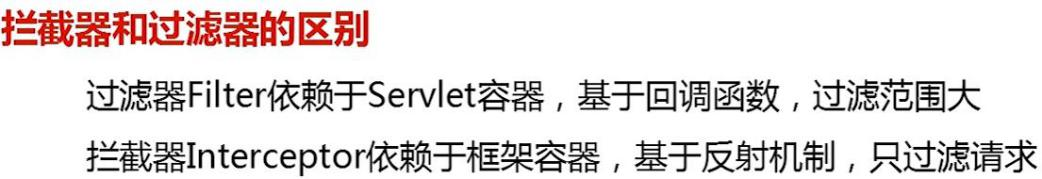 拦截器和过滤器的区别
过滤器Filter依赖于Servlet容器，基于回调函数，过滤范围大
拦截器Interceptor依赖于框架容器，基于反射机制，只过滤请求